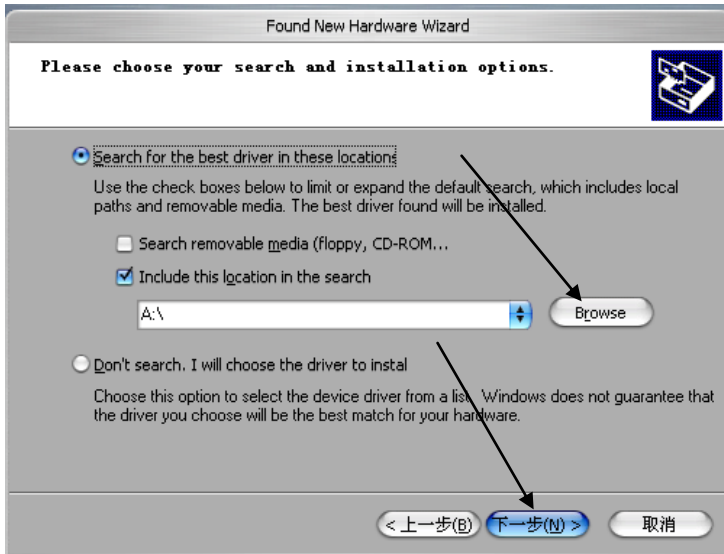 Found New Hardware Wizard
Please choose your search and installation options.
Search for the best driver in these locations
Use the check boxes below to limit or expand the default search, which includes local
paths and removable media. The best driver found will be installed.
Search removable media (floppy, CD-ROM...
Include this location in the search
A:\
Browse
Don't search. I will choose the driver to instal
Choose this option to select the device driver from a list. Windows does not guarantee that
the driver you choose will be the best match for your hardware.
< 上一步(B) 下一步(N) > 取消